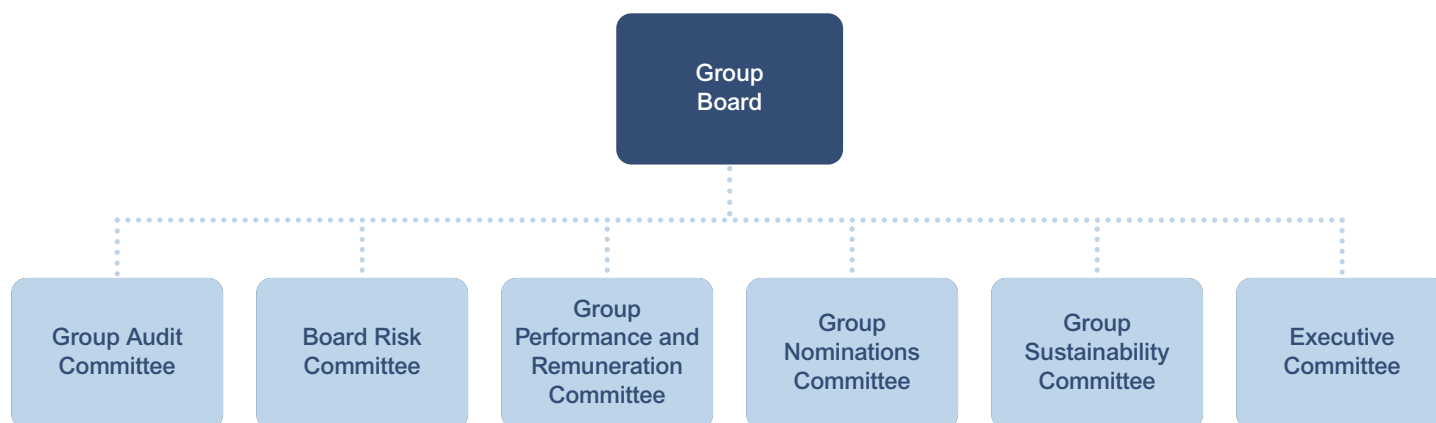 Group
Board
Group Audit
Committee
Board Risk
Committee
Group
Performance and
Remuneration
Committee
Group
Nominations
Committee
Group
Sustainability
Committee
Executive
Committee